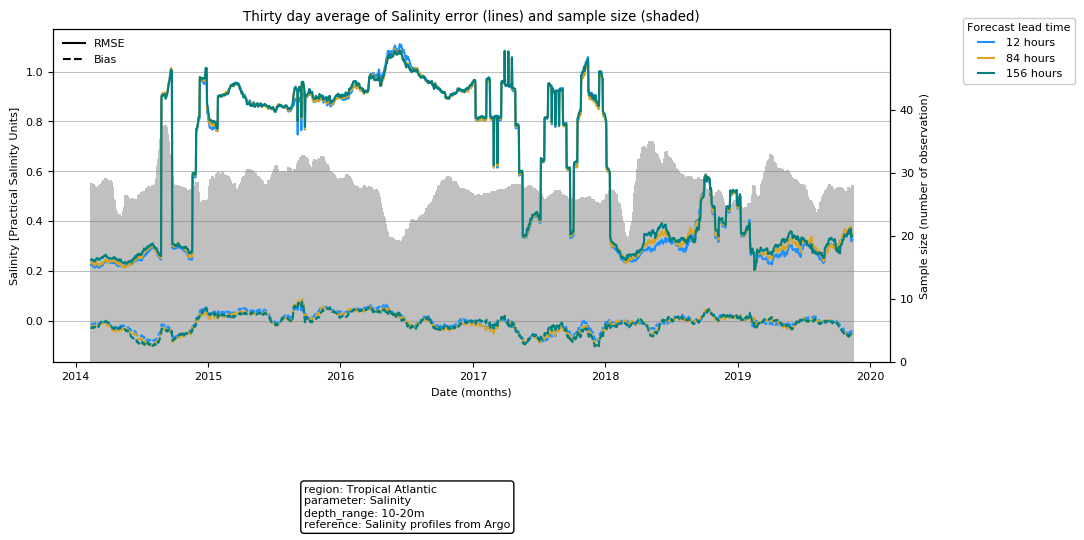 Thirty day average of Salinity error (lines) and sample size (shaded)
RMSE
Bias
Forecast lead time
12 hours
84 hours
156 hours
Salinity [Practical Salinity Units]
1.0
0.8
0.6
0.4
0.2
0.0
Sample size (number of observation)
40
30
20
10
0
2014 2015 2016 2017 2018 2019 2020
Date (months)
region: Tropical Atlantic
parameter: Salinity
depth_range: 10-20m
reference: Salinity profiles from Argo